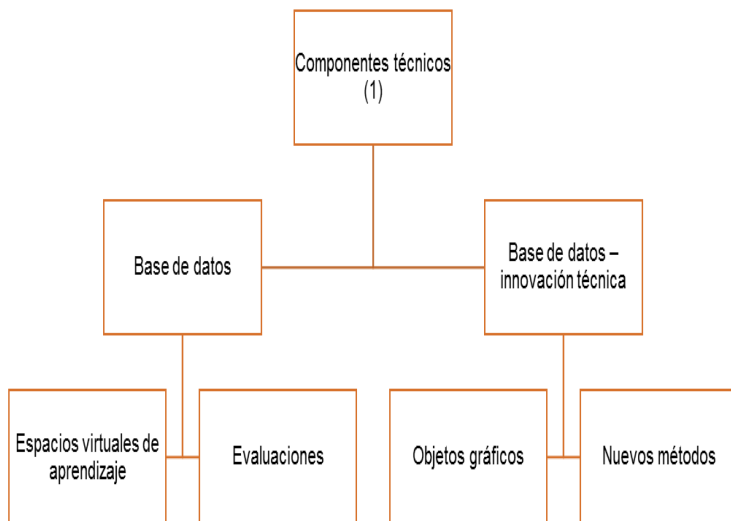 Componentes técnicos
(1)
Base de datos
Base de datos –
innovación técnica
Espacios virtuales de
aprendizaje
Evaluaciones
Objetos gráficos
Nuevos métodos